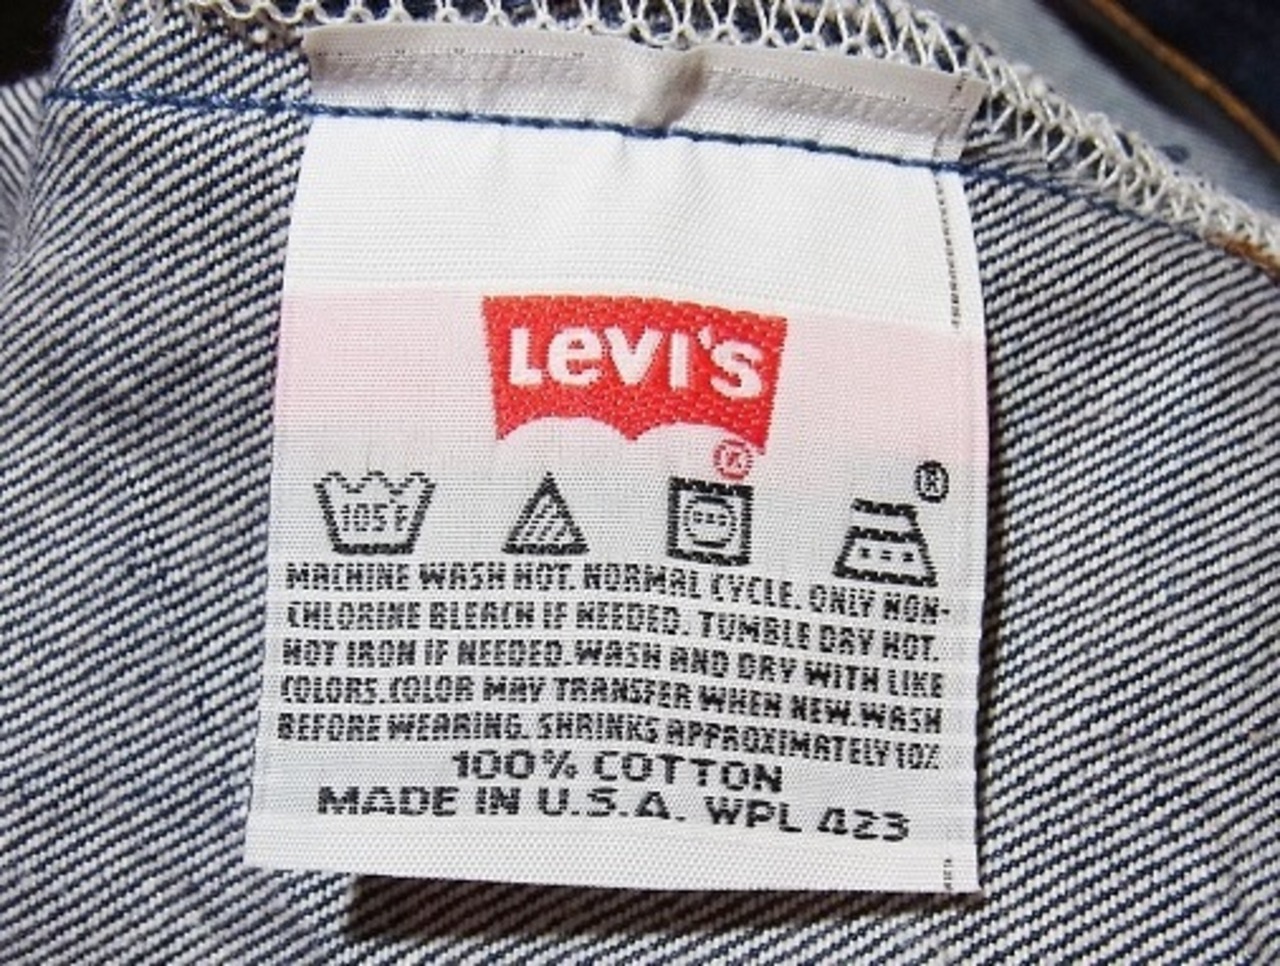 Levi's
®
®
105°F
MACHINE WASH HOT. NORMAL CYCLE. ONLY NON-
CHLORINE BLEACH IF NEEDED. TUMBLE DRY HOT.
HOT IRON IF NEEDED.WASH AND DRY WITH LIKE
COLORS.COLOR MAY TRANSFER WHEN NEW.WASH
BEFORE WEARING. SHRINKS APPROXIMATELY 10%
100% COTTON
MADE IN U.S.A. WPL 423